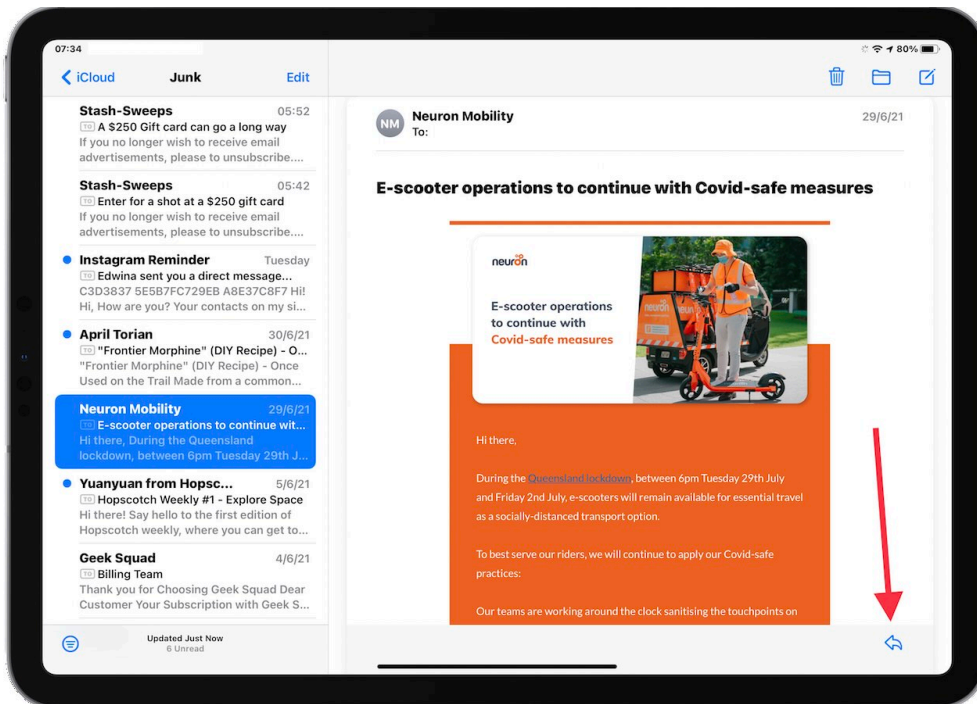 07:34
80%
iCloud
Junk
Edit
Stash-Sweeps 05:52
TO A $250 Gift card can go a long way
If you no longer wish to receive email
advertisements, please to unsubscribe....
Stash-Sweeps 05:42
TO Enter for a shot at a $250 gift card
If you no longer wish to receive email
advertisements, please to unsubscribe....
Instagram Reminder Tuesday
TO Edwina sent you a direct message...
C3D3837 5E5B7FC729EB A8E37C8F7 Hi!
Hi, How are you? Your contacts on my si...
April Torian 30/6/21
TO "Frontier Morphine" (DIY Recipe) - O...
"Frontier Morphine" (DIY Recipe) - Once
Used on the Trail Made from a common...
Neuron Mobility 29/6/21
TO E-scooter operations to continue wit...
Hi there, During the Queensland
lockdown, between 6pm Tuesday 29th J...
Yuanyuan from Hopsc... 5/6/21
TO Hopscotch Weekly #1 - Explore Space
Hi there! Say hello to the first edition of
Hopscotch weekly, where you can get to...
Geek Squad 4/6/21
TO Billing Team
Thank you for Choosing Geek Squad Dear
Customer Your Subscription with Geek S...
Updated Just Now
6 Unread
NM
Neuron Mobility 29/6/21
To:
E-scooter operations to continue with Covid-safe measures
neuron
E-scooter operations
to continue with
Covid-safe measures
neuron
Hi there,
During the Queensland lockdown, between 6pm Tuesday 29th July
and Friday 2nd July, e-scooters will remain available for essential travel
as a socially-distanced transport option.
To best serve our riders, we will continue to apply our Covid-safe
practices:
Our teams are working around the clock sanitising the touchpoints on